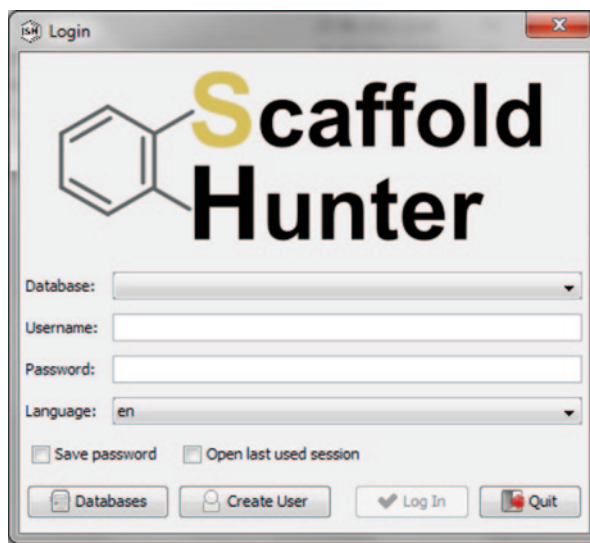 ISH Login
Scaffold
Hunter
Database:
Username:
Password:
Language: en
Save password Open last used session
Databases Create User Log In Quit